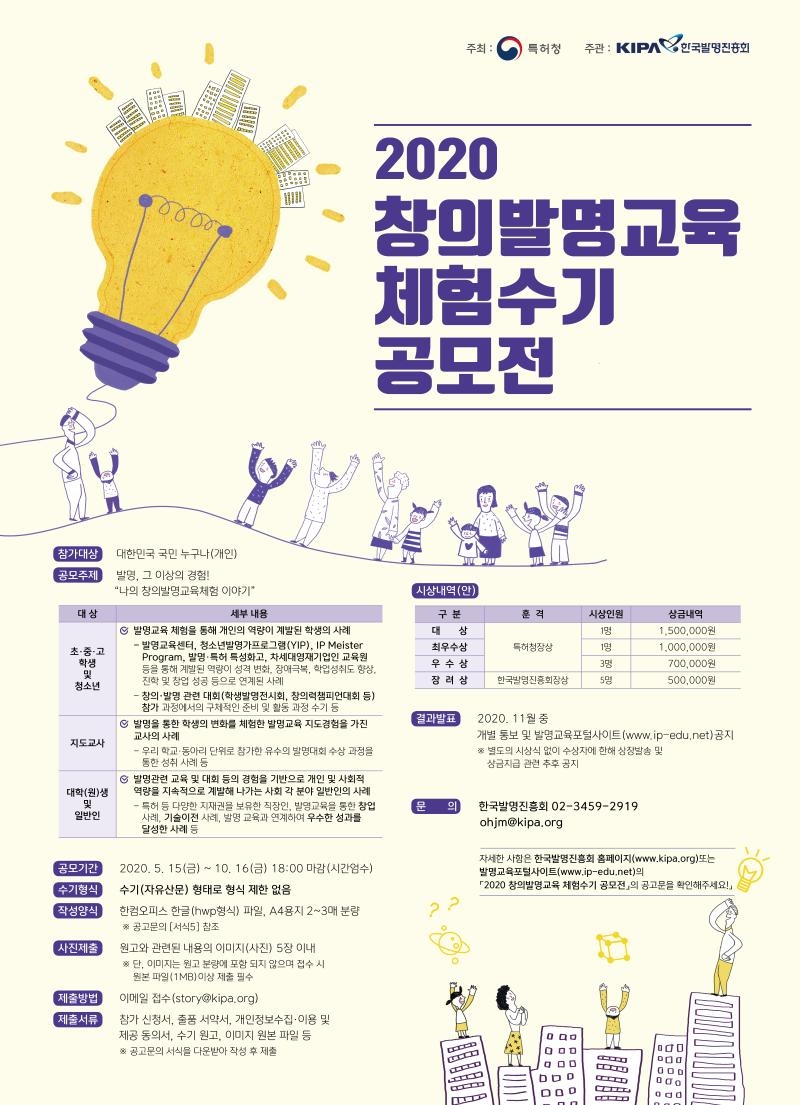 주최 : 특허청 주관 : KIPA 한국발명진흥회
2020
창의발명교육
체험수기
공모전
참가대상 대한민국 국민 누구나(개인)
공모주제 발명, 그 이상의 경험!
"나의 창의발명교육체험 이야기"
대 상 세부 내용
초·중·고
학생
및
청소년
발명교육 체험을 통해 개인의 역량이 계발된 학생의 사례
- 발명교육센터, 청소년발명가프로그램(YIP), IP Meister
Program, 발명·특허 특성화고, 차세대영재기업인 교육원
등을 통해 계발된 역량이 성격 변화, 장애극복, 학업성취도 향상,
진학 및 창업 성공 등으로 연계된 사례
- 창의·발명 관련 대회(학생발명전시회, 창의력챔피언대회 등)
참가 과정에서의 구체적인 준비 및 활동 과정 수기 등
지도교사
발명을 통한 학생의 변화를 체험한 발명교육 지도경험을 가진
교사의 사례
- 우리 학교·동아리 단위로 참가한 유수의 발명대회 수상 과정을
통한 성취 사례 등
대학(원)생
및
일반인
발명관련 교육 및 대회 등의 경험을 기반으로 개인 및 사회적
역량을 지속적으로 계발해 나가는 사회 각 분야 일반인의 사례
- 특허 등 다양한 지재권을 보유한 직장인, 발명교육을 통한 창업
사례, 기술이전 사례, 발명 교육과 연계하여 우수한 성과를
달성한 사례 등
공모기간 2020. 5. 15(금) ~ 10. 16(금) 18:00 마감(시간엄수)
수기형식 수기(자유산문) 형태로 형식 제한 없음
작성양식 한컴오피스 한글(hwp형식) 파일, A4용지 2~3매 분량
※ 공고문의 [서식5] 참조
사진제출 원고와 관련된 내용의 이미지(사진) 5장 이내
※ 단, 이미지는 원고 분량에 포함 되지 않으며 접수 시
원본 파일(1MB)이상 제출 필수
제출방법 이메일 접수(story@kipa.org)
제출서류 참가 신청서, 출품 서약서, 개인정보수집·이용 및
제공 동의서, 수기 원고, 이미지 원본 파일 등
※ 공고문의 서식을 다운받아 작성 후 제출
시상내역(안)
구 분 훈 격 시상인원 상금내역
대 상 특허청장상 1명 1,500,000원
최우수상 1명 1,000,000원
우 수 상 3명 700,000원
장 려 상 한국발명진흥회장상 5명 500,000원
결과발표 2020. 11월 중
개별 통보 및 발명교육포털사이트(www.ip-edu.net)공지
※ 별도의 시상식 없이 수상자에 한해 상장발송 및
상금지급 관련 추후 공지
문 의 한국발명진흥회 02-3459-2919
ohjm@kipa.org
자세한 사항은 한국발명진흥회 홈페이지(www.kipa.org)또는
발명교육포털사이트(www.ip-edu.net)의
「2020 창의발명교육 체험수기 공모전」의 공고문을 확인해주세요!
? ?